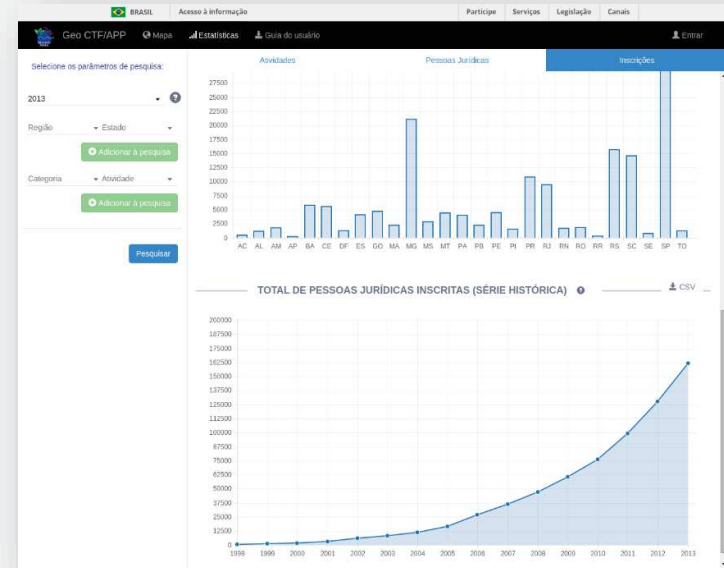 BRASIL Acesso à informação Participe Serviços Legislação Canais
Geo CTF/APP Mapa Estatísticas Guia do usuário Entrar
Selecione os parâmetros de pesquisa:
2013
Região Estado
Adicionar à pesquisa
Categoria Atividade
Adicionar à pesquisa
Pesquisar
Atividades Pessoas Jurídicas Inscrições
27500
25000
22500
20000
17500
15000
12500
10000
7500
5000
2500
0
AC AL AM AP BA CE DF ES GO MA MG MS MT PA PB PE PI PR RJ RN RO RR RS SC SE SP TO
TOTAL DE PESSOAS JURÍDICAS INSCRITAS (SÉRIE HISTÓRICA) CSV
200000
187500
175000
162500
150000
137500
125000
112500
100000
87500
75000
62500
50000
37500
25000
12500
0
1998 1999 2000 2001 2002 2003 2004 2005 2006 2007 2008 2009 2010 2011 2012 2013